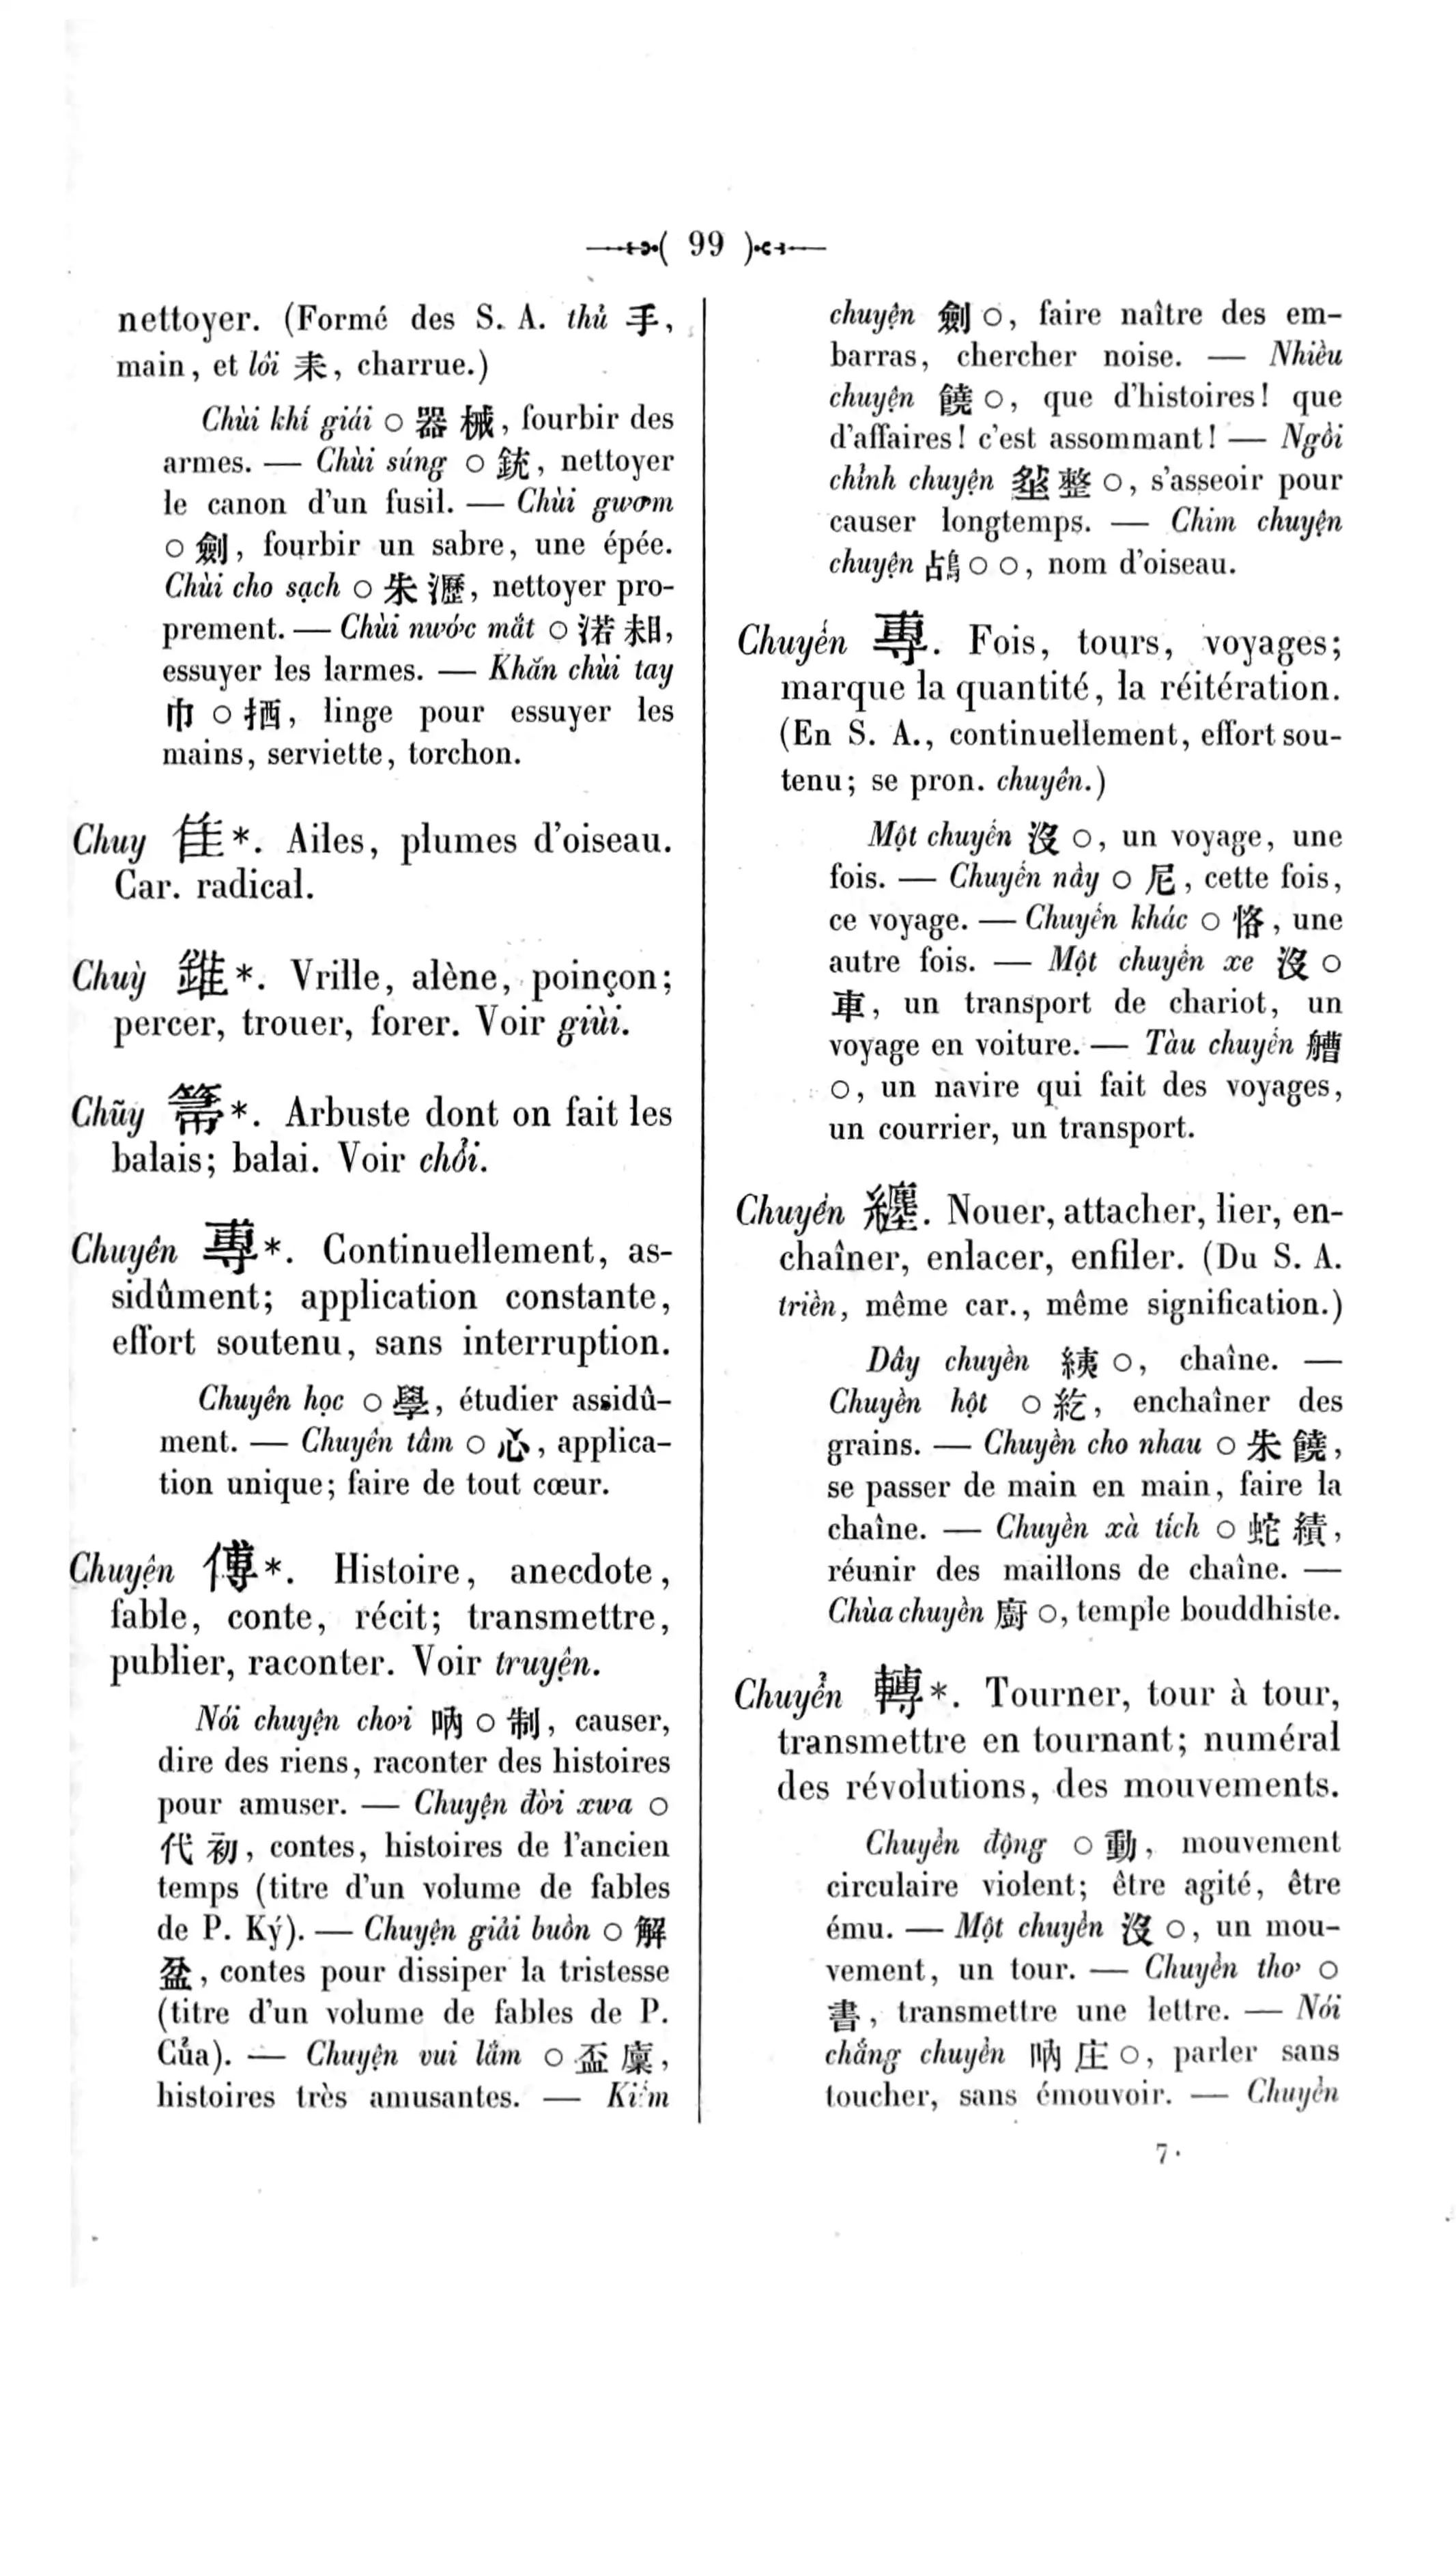 ( 99 )
nettoyer. (Formé des S. A. thủ 手,
main, et lôi 耒, charrue.)
Chùi khí giái ○ 器 械, fourbir des
armes. — Chùi súng ○ 銃, nettoyer
le canon d'un fusil. — Chùi gươm
○ 劍, fourbir un sabre, une épée.
Chùi cho sạch ○ 朱 瀝, nettoyer pro-
prement. — Chùi nước mắt ○ 渃 眜,
essuyer les larmes. — Khăn chùi tay
巾 ○ 拪, linge pour essuyer les
mains, serviette, torchon.
Chuy 隹*. Ailes, plumes d'oiseau.
Car. radical.
Chuỳ 錐*. Vrille, alène, poinçon;
percer, trouer, forer. Voir giùi.
Chũy 箒*. Arbuste dont on fait les
balais; balai. Voir chổi.
Chuyên 專*. Continuellement, as-
sidûment; application constante,
effort soutenu, sans interruption.
Chuyên học ○ 學, étudier assidû-
ment. — Chuyên tâm ○ 心, applica-
tion unique; faire de tout cœur.
Chuyện 傳*. Histoire, anecdote,
fable, conte, récit; transmettre,
publier, raconter. Voir truyện.
Nói chuyện chơi 吶 ○ 制, causer,
dire des riens, raconter des histoires
pour amuser. — Chuyện đời xưa ○
代 初, contes, histoires de l'ancien
temps (titre d'un volume de fables
de P. Ký). — Chuyện giải buồn ○ 解
盆, contes pour dissiper la tristesse
(titre d'un volume de fables de P.
Của). — Chuyện vui lắm ○ 盃 廩,
histoires très amusantes. — Kiếm
chuyện 劍 ○, faire naître des em-
barras, chercher noise. — Nhiều
chuyện 饒 ○, que d'histoires! que
d'affaires! c'est assommant! — Ngồi
chỉnh chuyện 整 ○, s'asseoir pour
causer longtemps. — Chim chuyện
chuyện ○ ○, nom d'oiseau.
Chuyến 專. Fois, tours, voyages;
marque la quantité, la réitération.
(En S. A., continuellement, effort sou-
tenu; se pron. chuyên.)
Một chuyến 沒 ○, un voyage, une
fois. — Chuyến nầy ○ 尼, cette fois,
ce voyage. — Chuyến khác ○ 恪, une
autre fois. — Một chuyến xe 沒 ○
車, un transport de chariot, un
voyage en voiture. — Tàu chuyến 艚
○, un navire qui fait des voyages,
un courrier, un transport.
Chuyền 纏. Nouer, attacher, lier, en-
chaîner, enlacer, enfiler. (Du S. A.
triền, même car., même signification.)
Dây chuyền ○, chaîne. —
Chuyền hột ○ 紇, enchaîner des
grains. — Chuyền cho nhau ○ 朱 饒,
se passer de main en main, faire la
chaîne. — Chuyền xà tích ○ 蛇 績,
réunir des maillons de chaîne. —
Chùa chuyền 廚 ○, temple bouddhiste.
Chuyển 轉*. Tourner, tour à tour,
transmettre en tournant; numéral
des révolutions, des mouvements.
Chuyển động ○ 動, mouvement
circulaire violent; être agité, être
ému. — Một chuyển 沒 ○, un mou-
vement, un tour. — Chuyển thơ ○
書, transmettre une lettre. — Nói
chẳng chuyển 吶 庄 ○, parler sans
toucher, sans émouvoir. — Chuyển
7.